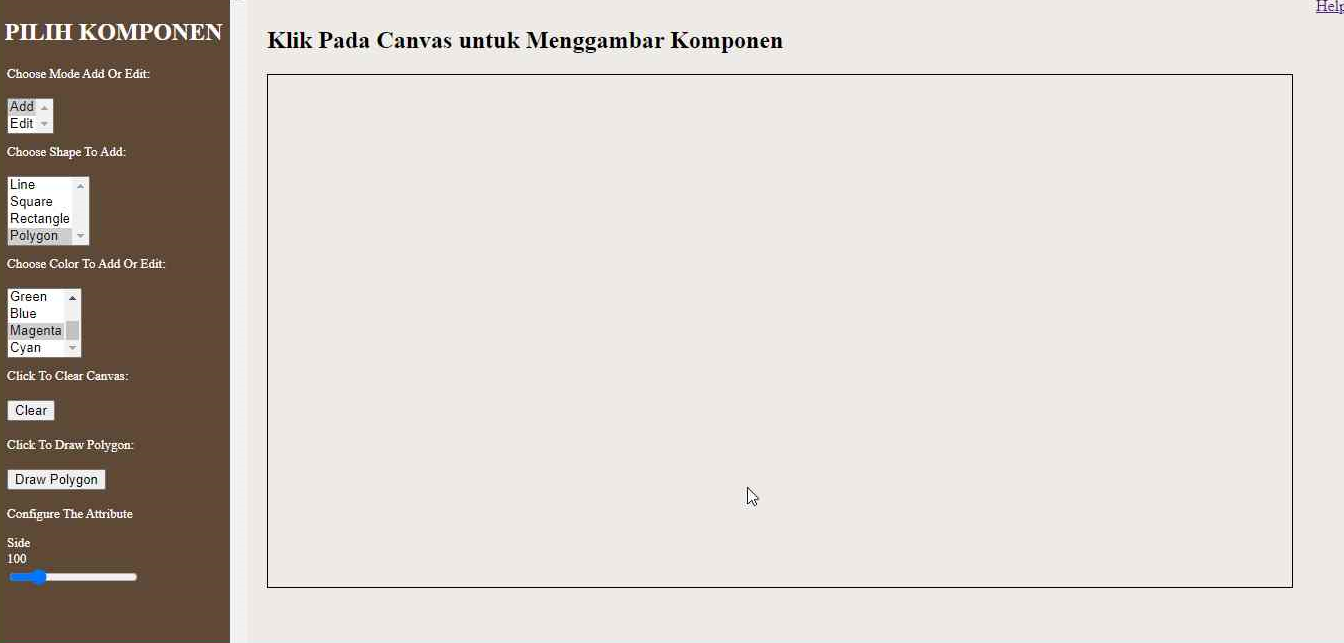 PILIH KOMPONEN
Choose Mode Add Or Edit:
Add
Edit
Choose Shape To Add:
Line
Square
Rectangle
Polygon
Choose Color To Add Or Edit:
Green
Blue
Magenta
Cyan
Click To Clear Canvas:
Clear
Click To Draw Polygon:
Draw Polygon
Configure The Attribute
Side
100
Help
Klik Pada Canvas untuk Menggambar Komponen